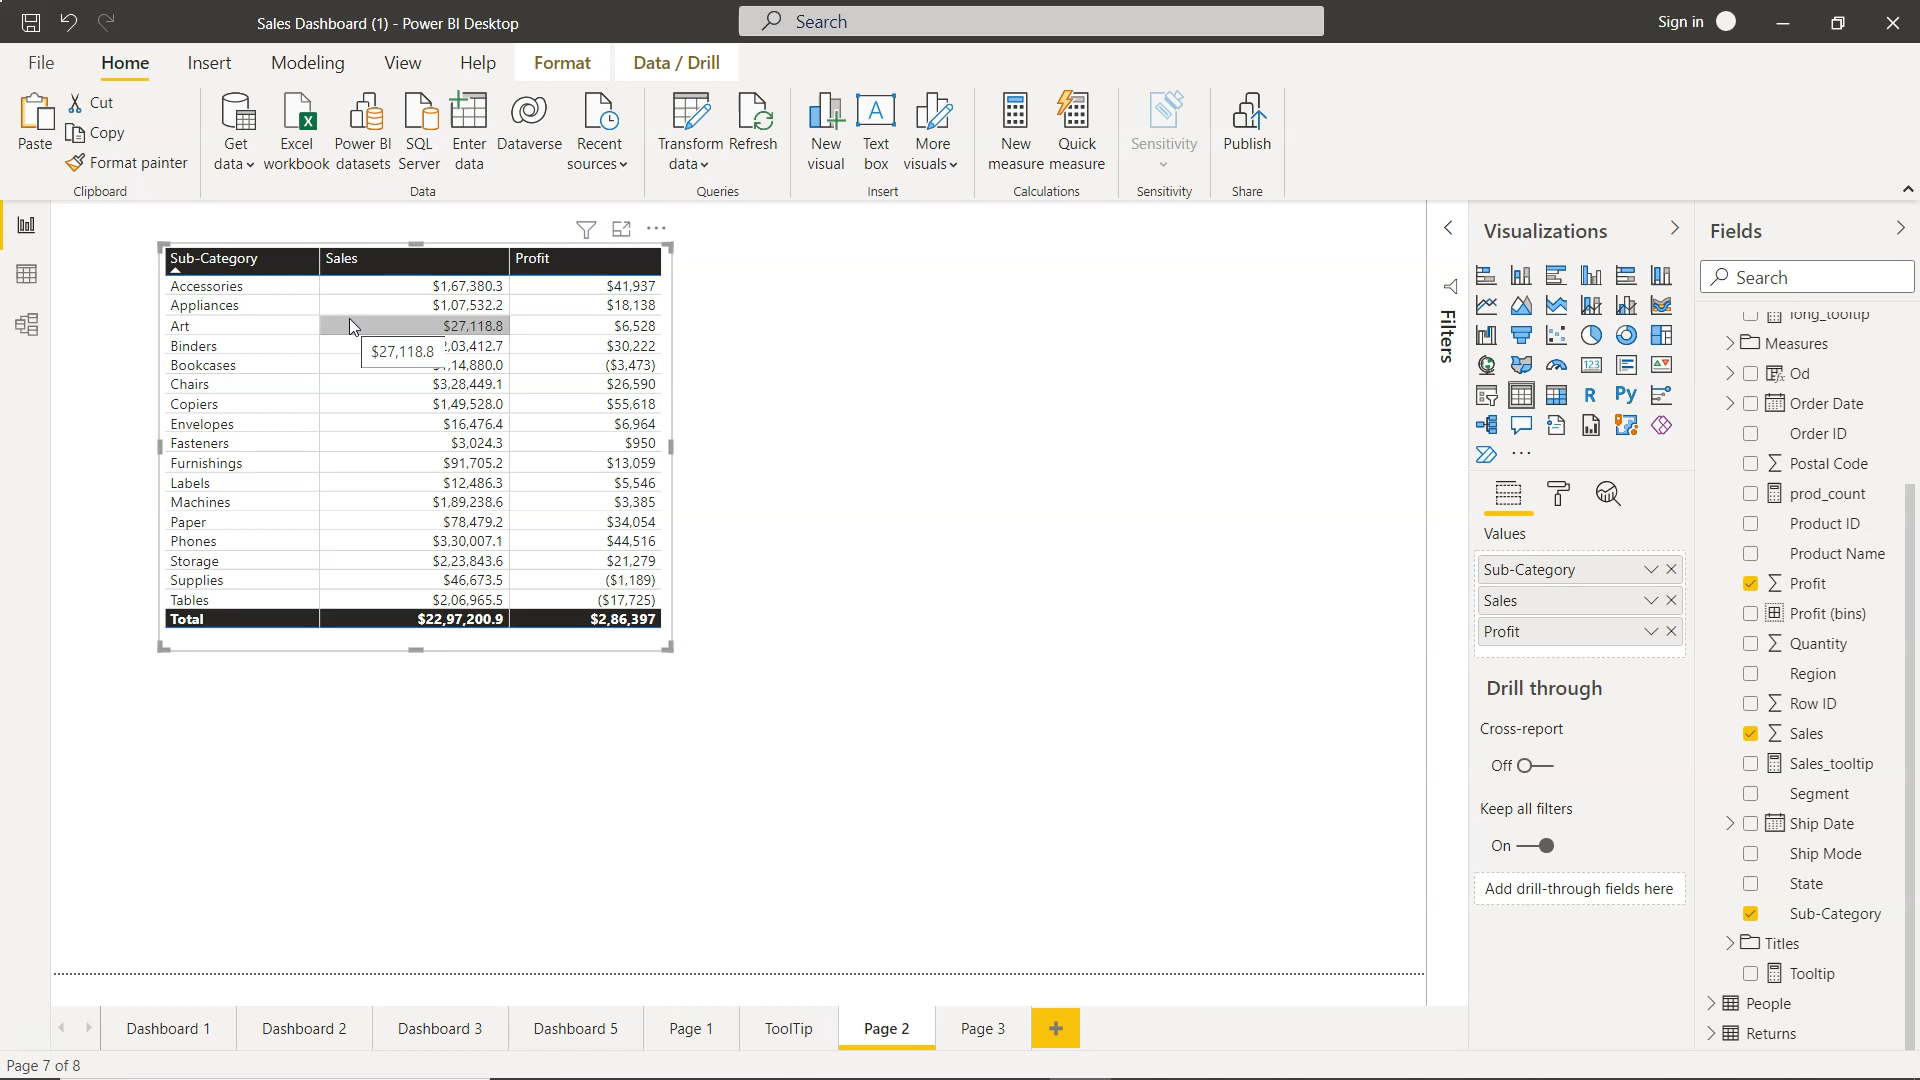 Sales Dashboard (1) - Power BI Desktop
Search
Sign in
File Home Insert Modeling View Help Format Data / Drill
Paste
Cut
Copy
Format painter
Clipboard
Get data
Excel workbook
Power BI datasets
SQL Server
Enter data
Dataverse
Recent sources
Data
Transform data
Refresh
Queries
New visual
A
Text box
More visuals
Insert
New measure
Quick measure
Calculations
Sensitivity
Sensitivity
Publish
Share
Sub-Category Sales Profit
Accessories $1,67,380.3 $41,937
Appliances $1,07,532.2 $18,138
Art $27,118.8 $6,528
Binders 2,03,412.7 $30,222
$27,118.8
Bookcases ,14,880.0 ($3,473)
Chairs $3,28,449.1 $26,590
Copiers $1,49,528.0 $55,618
Envelopes $16,476.4 $6,964
Fasteners $3,024.3 $950
Furnishings $91,705.2 $13,059
Labels $12,486.3 $5,546
Machines $1,89,238.6 $3,385
Paper $78,479.2 $34,054
Phones $3,30,007.1 $44,516
Storage $2,23,843.6 $21,279
Supplies $46,673.5 ($1,189)
Tables $2,06,965.5 ($17,725)
Total $22,97,200.9 $2,86,397
Filters
Visualizations
123
R
Py
Values
Sub-Category
Sales
Profit
Drill through
Cross-report
Off
Keep all filters
On
Add drill-through fields here
Fields
Search
long_tooltip
Measures
Od
Order Date
Order ID
Postal Code
prod_count
Product ID
Product Name
Profit
Profit (bins)
Quantity
Region
Row ID
Sales
Sales_tooltip
Segment
Ship Date
Ship Mode
State
Sub-Category
Titles
Tooltip
People
Returns
Dashboard 1 Dashboard 2 Dashboard 3 Dashboard 5 Page 1 ToolTip Page 2 Page 3 +
Page 7 of 8